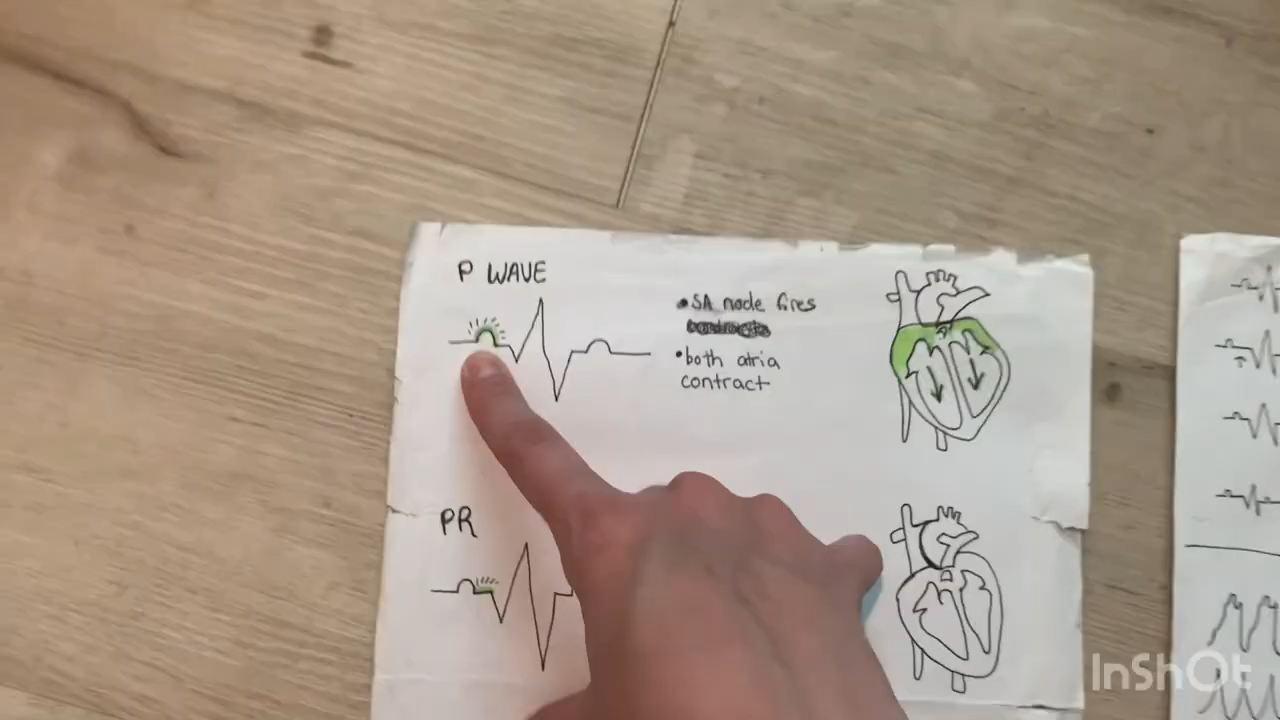 P WAVE
• SA node fires
• both atria
contract
PR
InShOt